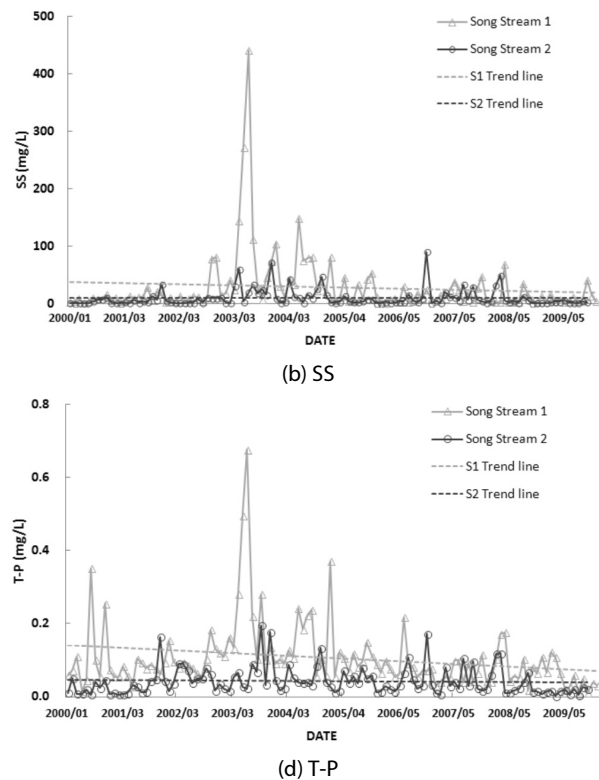 500
400
300
200
100
0
SS (mg/L)
Song Stream 1
Song Stream 2
S1 Trend line
S2 Trend line
2000/01 2001/03 2002/03 2003/03 2004/03 2005/04 2006/05 2007/05 2008/05 2009/05
DATE
(b) SS
0.8
0.6
0.4
0.2
0.0
T-P (mg/L)
Song Stream 1
Song Stream 2
S1 Trend line
S2 Trend line
2000/01 2001/03 2002/03 2003/03 2004/03 2005/04 2006/05 2007/05 2008/05 2009/05
DATE
(d) T-P